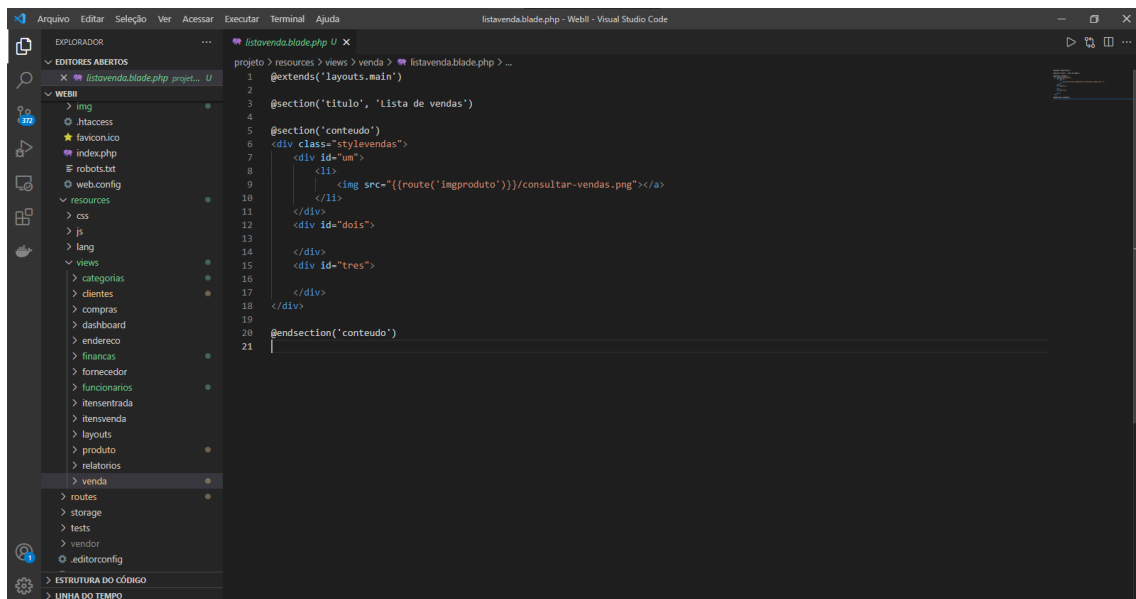 Arquivo Editar Seleção Ver Acessar Executar Terminal Ajuda listavenda.blade.php - WebII - Visual Studio Code
EXPLORADOR ···
EDITORES ABERTOS
listavenda.blade.php projet... U
WEBII
img
.htaccess
favicon.ico
index.php
robots.txt
web.config
resources
css
js
lang
views
categorias
clientes
compras
dashboard
endereco
financas
fornecedor
funcionarios
itensentrada
itensvenda
layouts
produto
relatorios
venda
routes
storage
tests
vendor
.editorconfig
ESTRUTURA DO CÓDIGO
LINHA DO TEMPO
372
1
listavenda.blade.php U
projeto > resources > views > venda > listavenda.blade.php > ...
1 @extends('layouts.main')
2
3 @section('titulo', 'Lista de vendas')
4
5 @section('conteudo')
6 <div class="stylevendas">
7 <div id="um">
8 <li>
9 <img src="{{route('imgproduto')}}/consultar-vendas.png"></a>
10 </li>
11 </div>
12 <div id="dois">
13
14 </div>
15 <div id="tres">
16
17 </div>
18 </div>
19
20 @endsection('conteudo')
21